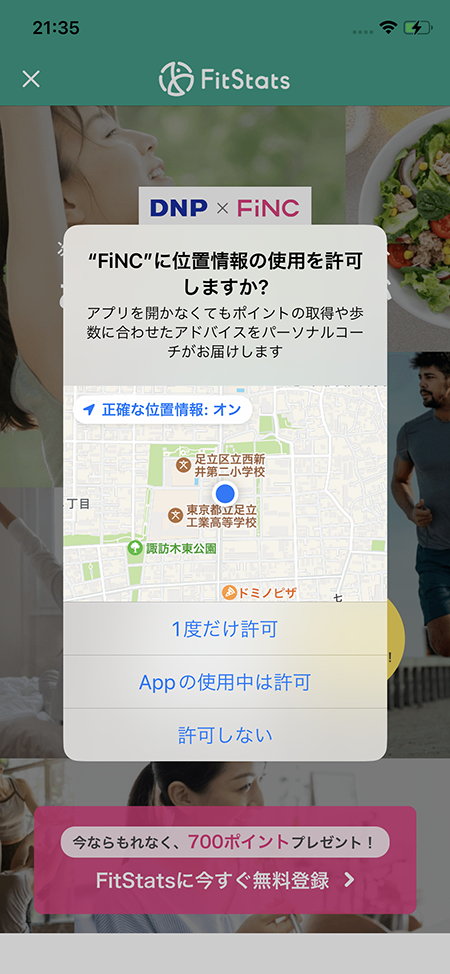 21:35
FitStats
DNP × FiNC
“FiNC”に位置情報の使用を許可
しますか?
アプリを開かなくてもポイントの取得や歩
数に合わせたアドバイスをパーソナルコー
チがお届けします
正確な位置情報: オン
足立区立西新
井第二小学校
丁目
東京都立足立
工業高等学校
諏訪木東公園
ドミノピザ
七
1度だけ許可
Appの使用中は許可
!
許可しない
今ならもれなく、700ポイントプレゼント！
FitStatsに今すぐ無料登録